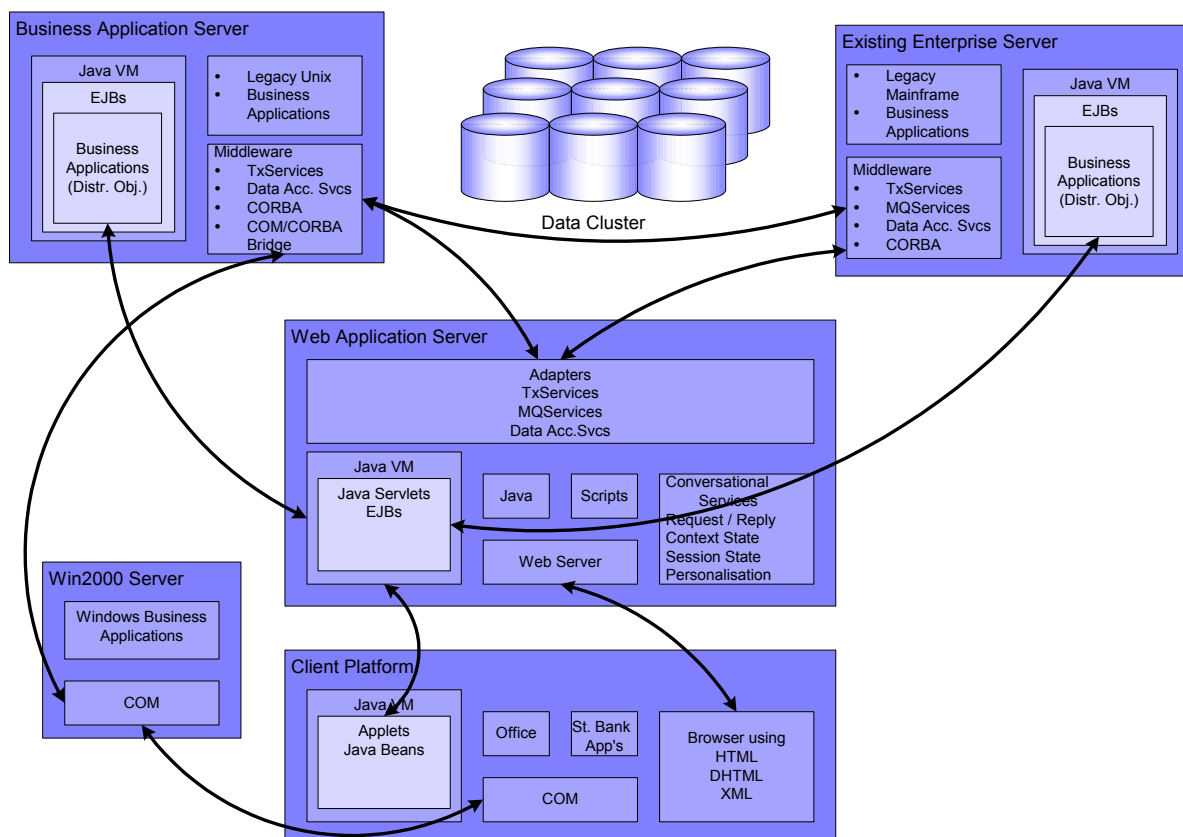 Business Application Server
Java VM
EJBs
Business
Applications
(Distr. Obj.)
• Legacy Unix
• Business
Applications
Middleware
• TxServices
• Data Acc. Svcs
• CORBA
• COM/CORBA
Bridge
Data Cluster
Existing Enterprise Server
• Legacy
Mainframe
• Business
Applications
Middleware
• TxServices
• MQServices
• Data Acc. Svcs
• CORBA
Java VM
EJBs
Business
Applications
(Distr. Obj.)
Web Application Server
Adapters
TxServices
MQServices
Data Acc.Svcs
Java VM
Java Servlets
EJBs
Java
Scripts
Web Server
Conversational
Services
Request / Reply
Context State
Session State
Personalisation
Win2000 Server
Windows Business
Applications
COM
Client Platform
Java VM
Applets
Java Beans
Office
St. Bank
App's
COM
Browser using
HTML
DHTML
XML